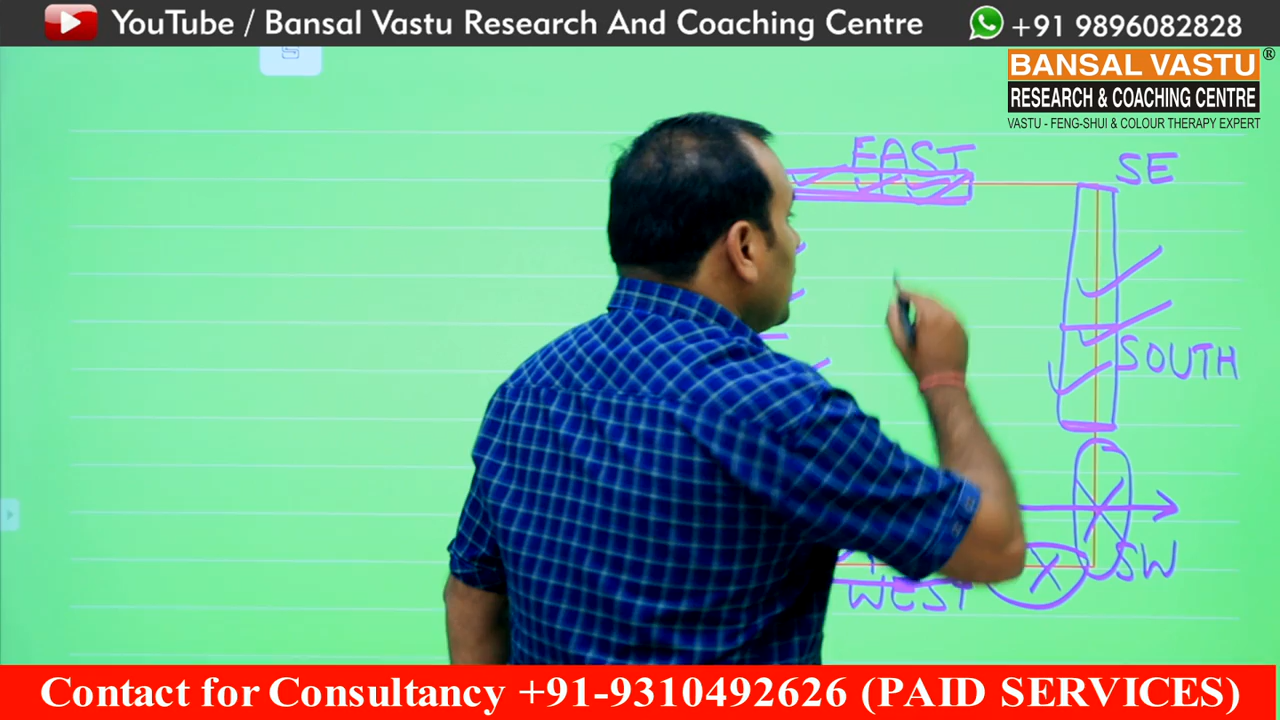 YouTube / Bansal Vastu Research And Coaching Centre
+91 9896082828
BANSAL VASTU ®
RESEARCH & COACHING CENTRE
VASTU - FENG-SHUI & COLOUR THERAPY EXPERT
EAST
SE
SOUTH
SW
WEST
Contact for Consultancy +91-9310492626 (PAID SERVICES)